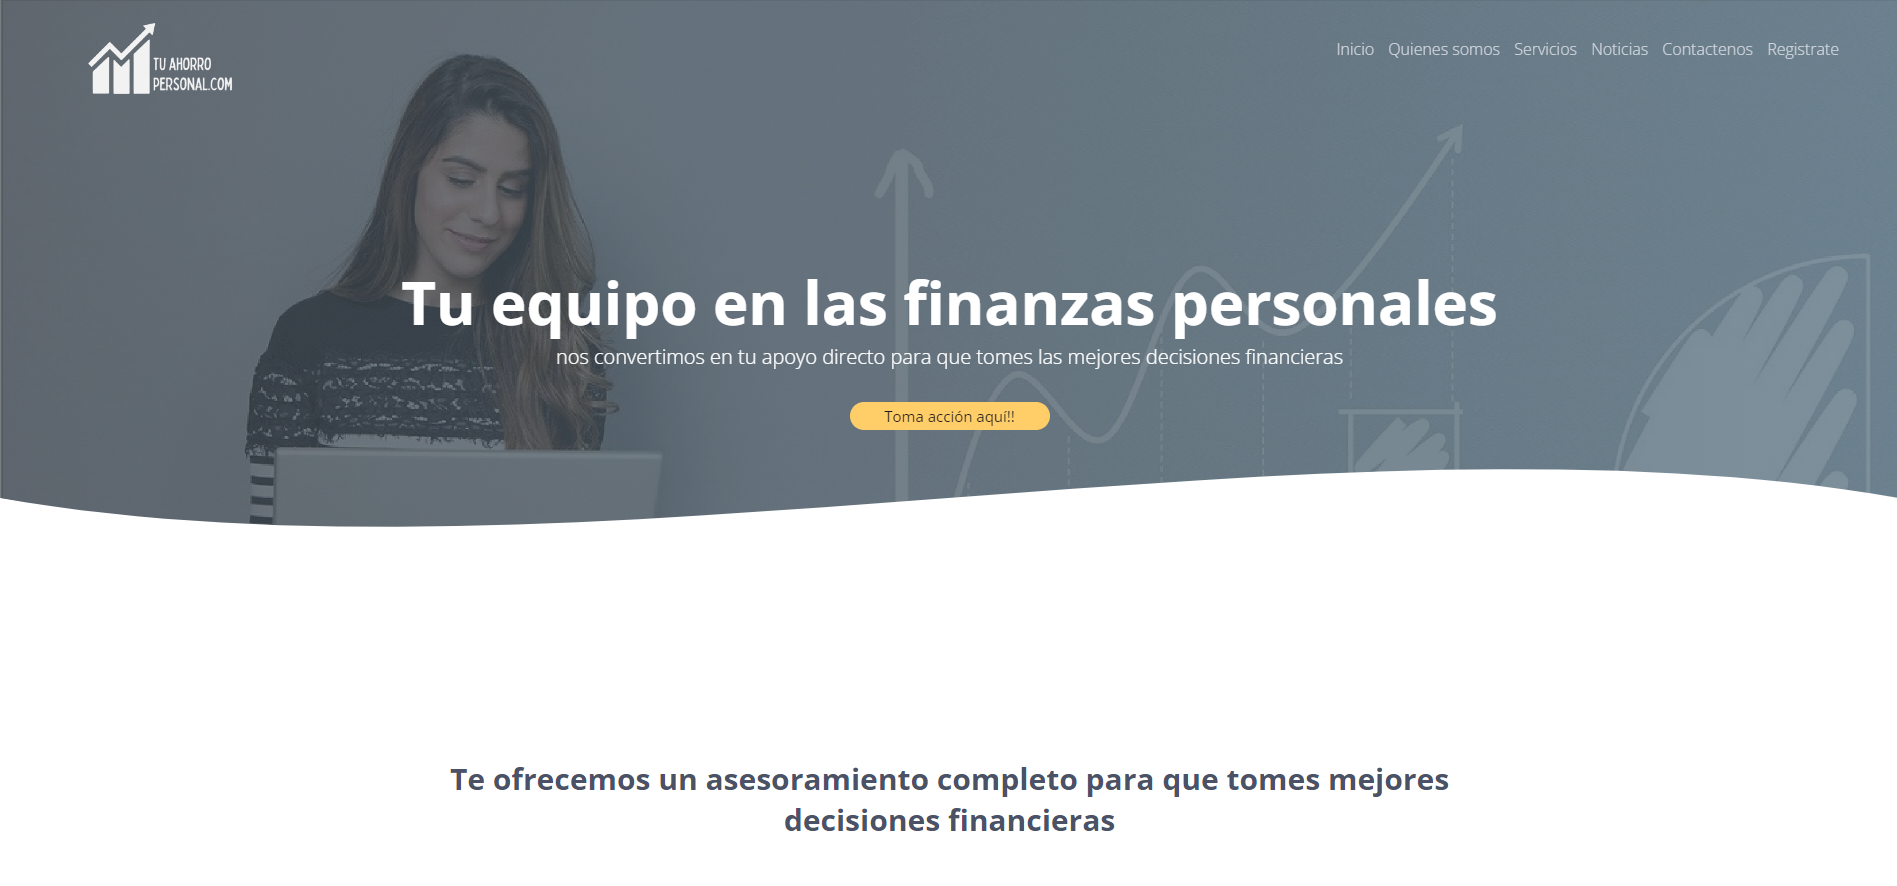 TU AHORRO
PERSONAL.COM
Inicio Quienes somos Servicios Noticias Contactenos Registrate
Tu equipo en las finanzas personales
nos convertimos en tu apoyo directo para que tomes las mejores decisiones financieras
Toma acción aquí!!
Te ofrecemos un asesoramiento completo para que tomes mejores
decisiones financieras